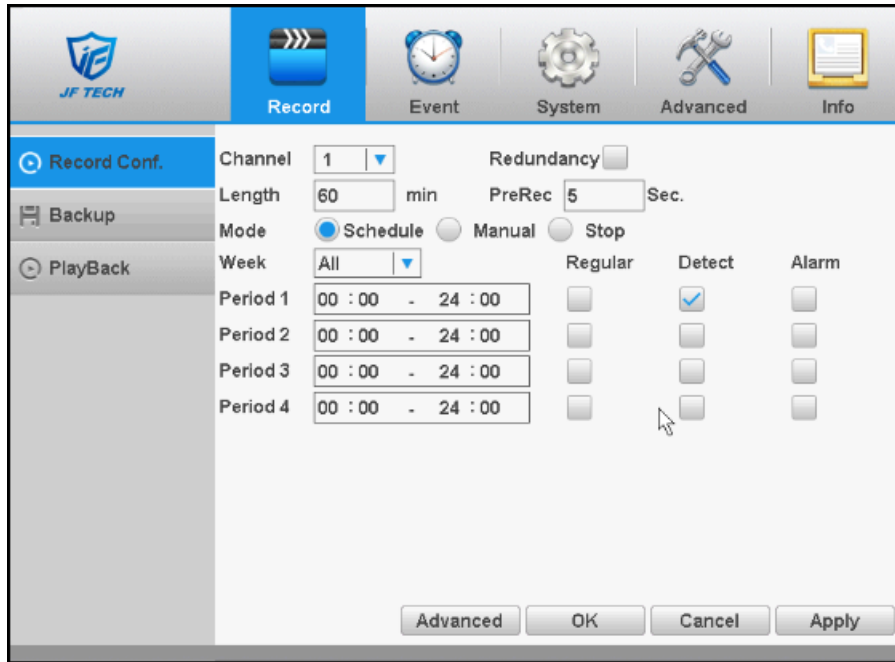 JF TECH
Record Event System Advanced Info
Record Conf.
Backup
PlayBack
Channel 1 Redundancy
Length 60 min PreRec 5 Sec.
Mode Schedule Manual Stop
Week All Regular Detect Alarm
Period 1 00 : 00 - 24 : 00
Period 2 00 : 00 - 24 : 00
Period 3 00 : 00 - 24 : 00
Period 4 00 : 00 - 24 : 00
Advanced OK Cancel Apply